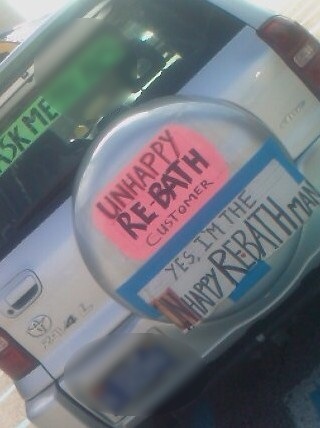 ASK ME
UNHAPPY
RE-BATH
CUSTOMER
YES, I'M THE
UNHAPPY RE-BATH MAN
RAV4 L